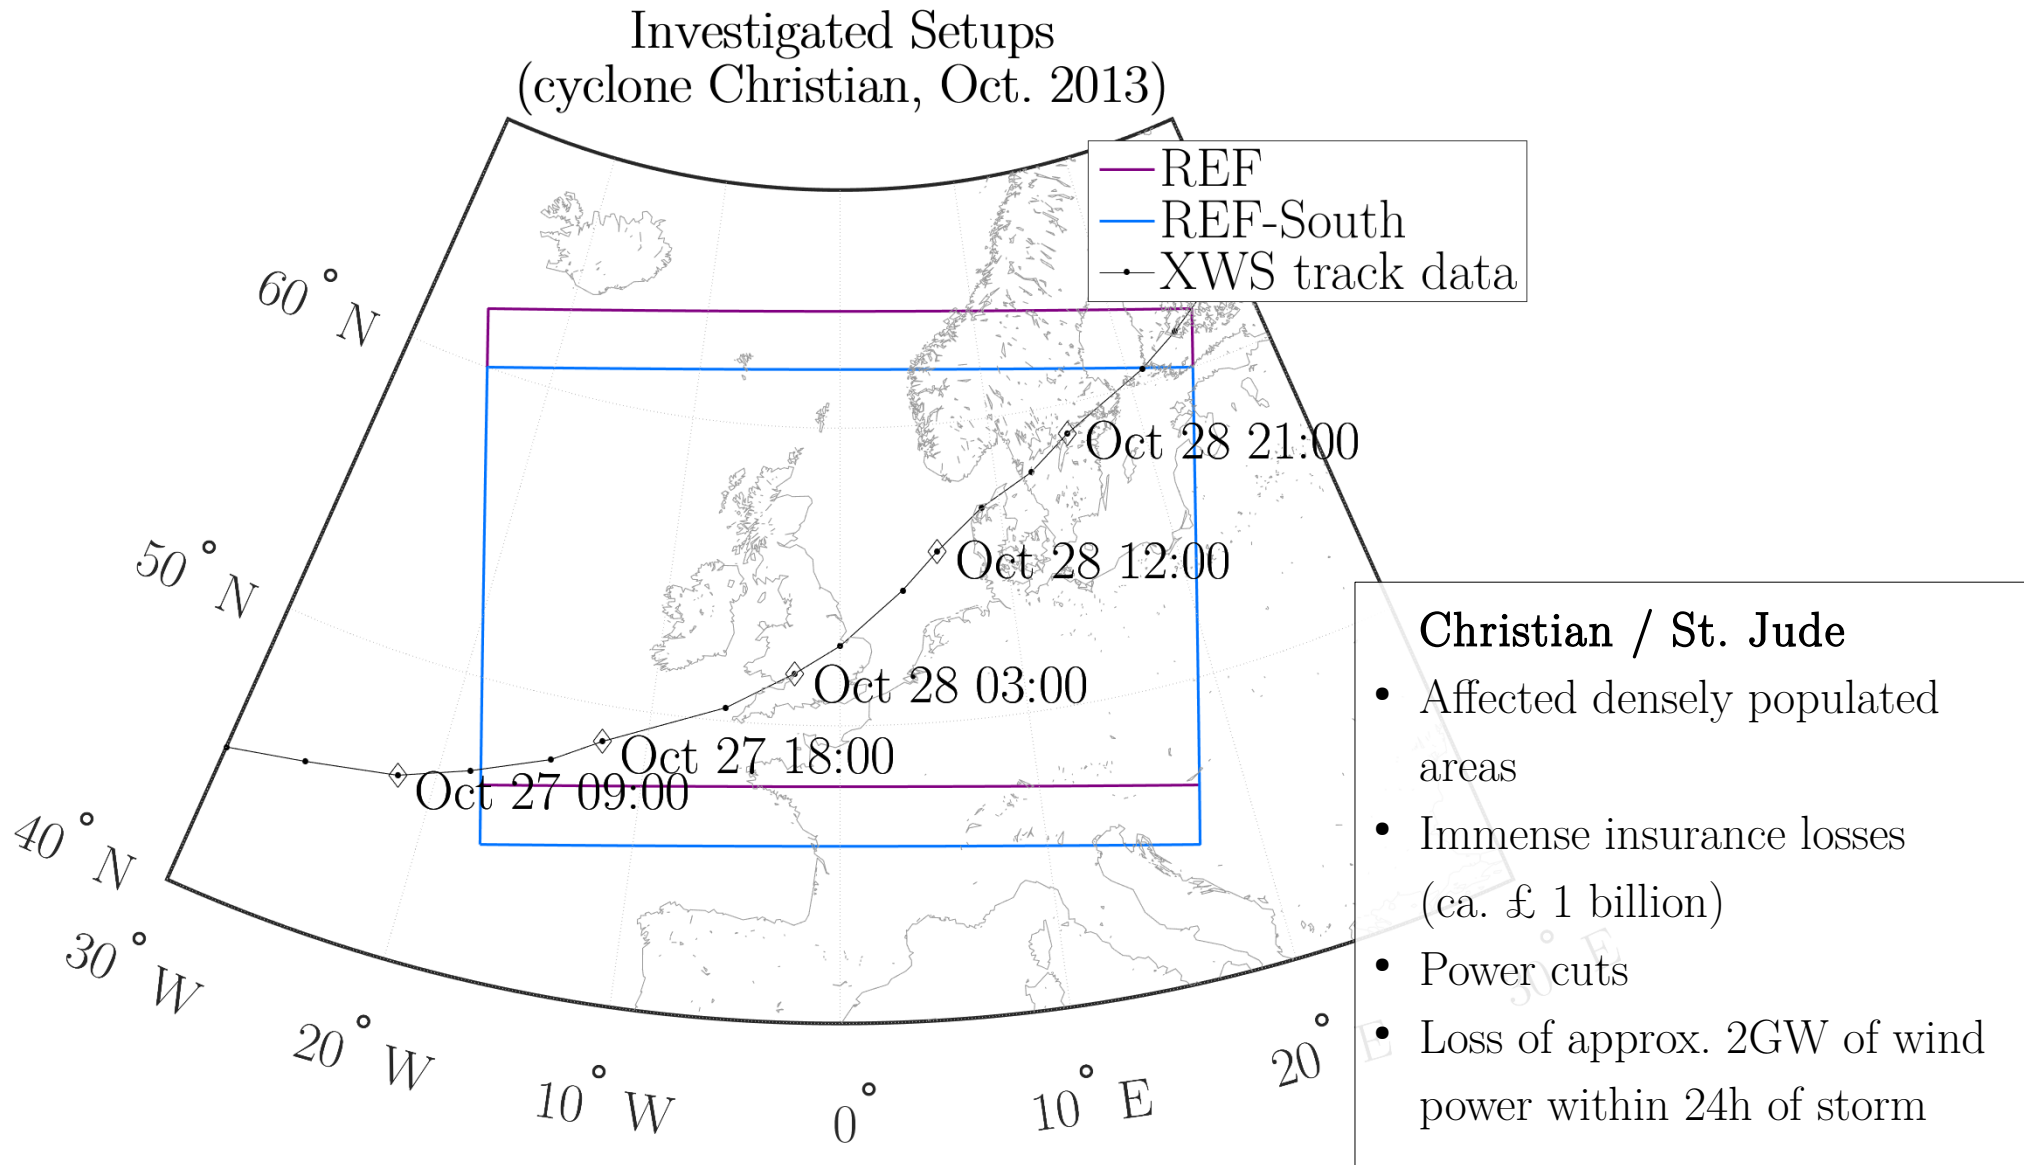 Investigated Setups
(cyclone Christian, Oct. 2013)
REF
REF-South
XWS track data
60° N
50° N
40° N
30° W
20° W
10° W
0°
10° E
20° E
30° E
Oct 28 21:00
Oct 28 12:00
Oct 28 03:00
Oct 27 18:00
Oct 27 09:00
Christian / St. Jude
• Affected densely populated
areas
• Immense insurance losses
(ca. £ 1 billion)
• Power cuts
• Loss of approx. 2GW of wind
power within 24h of storm